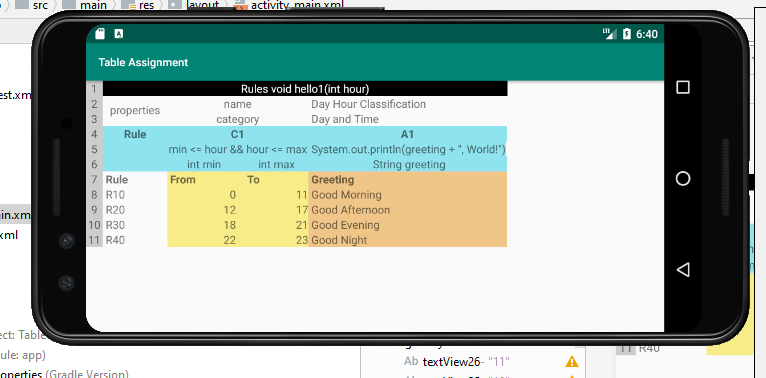 src main res layout activity_main.xml
6:40
Table Assignment
1 Rules void hello1(int hour)
2 properties name Day Hour Classification
3 category Day and Time
4 Rule C1 A1
5 min <= hour && hour <= max System.out.println(greeting + ", World!")
6 int min int max String greeting
7 Rule From To Greeting
8 R10 0 11 Good Morning
9 R20 12 17 Good Afternoon
10 R30 18 21 Good Evening
11 R40 22 23 Good Night
est.xm
ain.xm
xml
ect: Table
ule: app)
operties (Gradle Version)
Ab textView26- "11"
11 R40